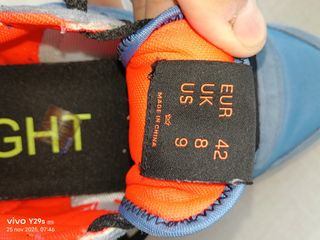 GHT
EUR 42
UK 8
US 9
MADE IN CHINA
vivo Y29s
25 nov 2025, 07:46